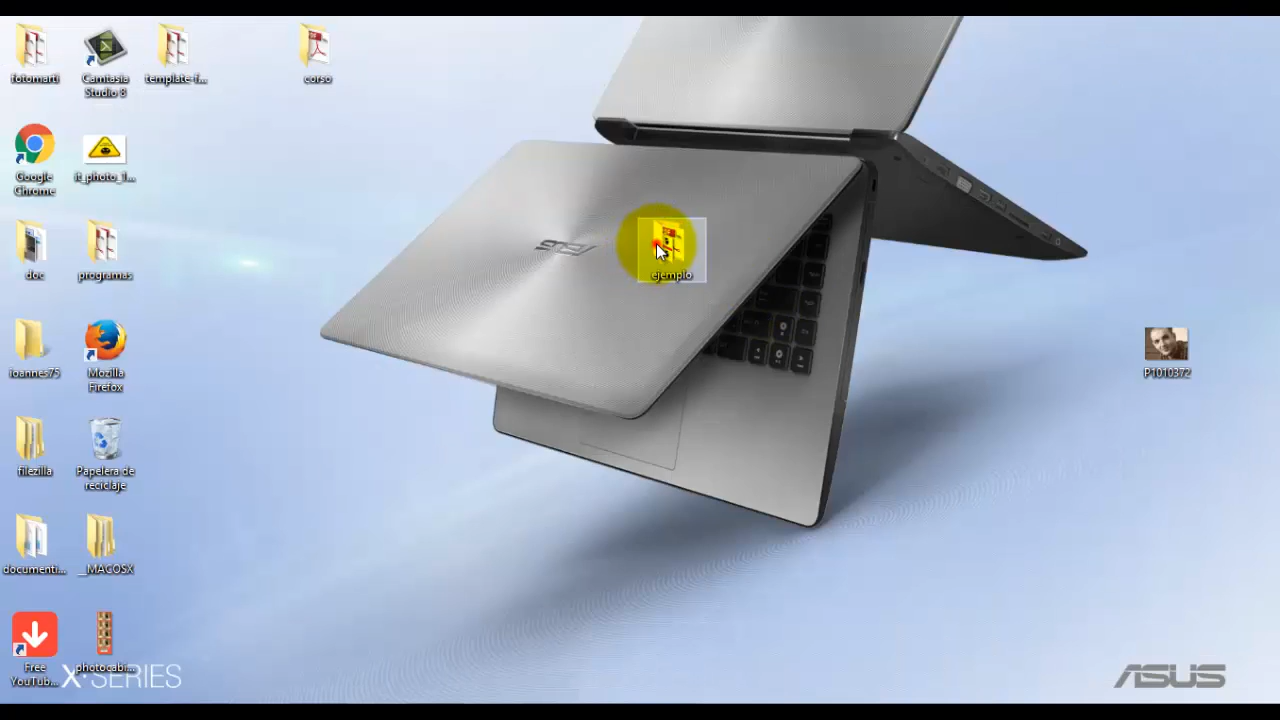 fotomarti
Camtasia
Studio 8
template-f...
corso
Google
Chrome
it_photo_1...
doc
programas
ejemplo
ioannes75
Mozilla
Firefox
P1010372
filezilla
Papelera de
reciclaje
documenti...
__MACOSX
Free
YouTub...
photocabi...
X·SERIES
ASUS
ASUS